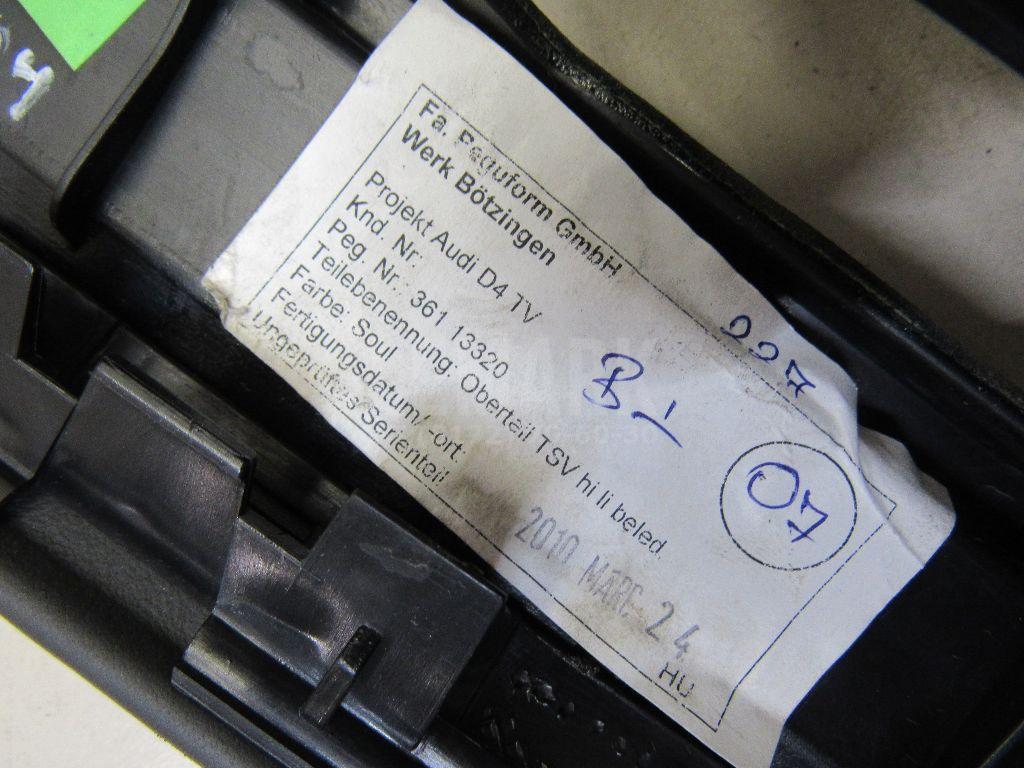 Fa. Peguform GmbH
Werk Bötzingen
Projekt Audi D4 TV
Knd. Nr:
Peg. Nr.: 361 13320
Teilebenennung: Oberteil TSV hi li beled
Farbe: Soul
Fertigungsdatum/-ort:
Ungeprüftes Serienteil
2010 MARC 24
HU
B-1
07